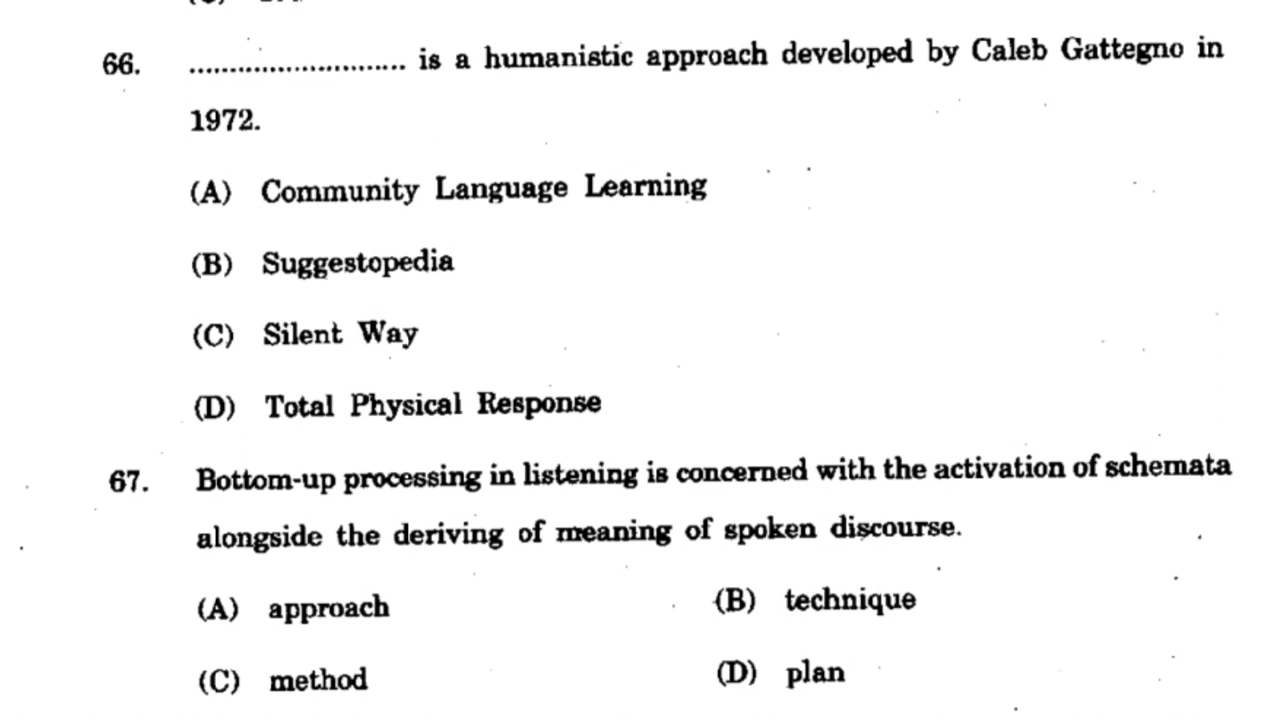 66. ........................... is a humanistic approach developed by Caleb Gattegno in
1972.
(A) Community Language Learning
(B) Suggestopedia
(C) Silent Way
(D) Total Physical Response
67. Bottom-up processing in listening is concerned with the activation of schemata
alongside the deriving of meaning of spoken discourse.
(A) approach (B) technique
(C) method (D) plan